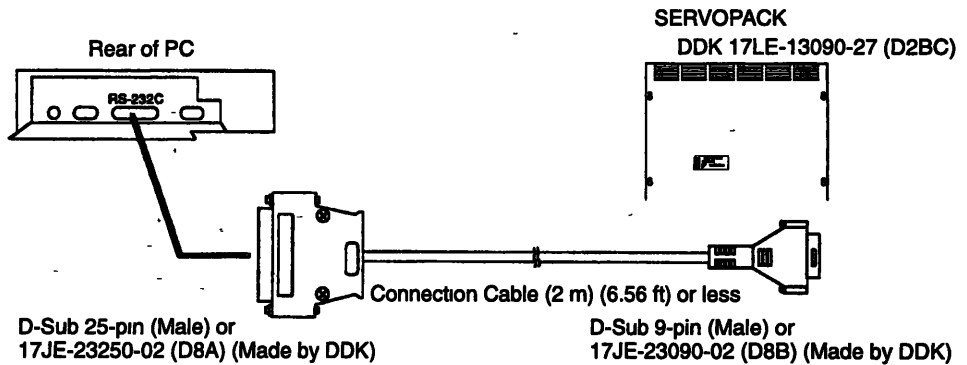 SERVOPACK
DDK 17LE-13090-27 (D2BC)
Rear of PC
RS-232C
Connection Cable (2 m) (6.56 ft) or less
D-Sub 25-pin (Male) or
17JE-23250-02 (D8A) (Made by DDK)
D-Sub 9-pin (Male) or
17JE-23090-02 (D8B) (Made by DDK)